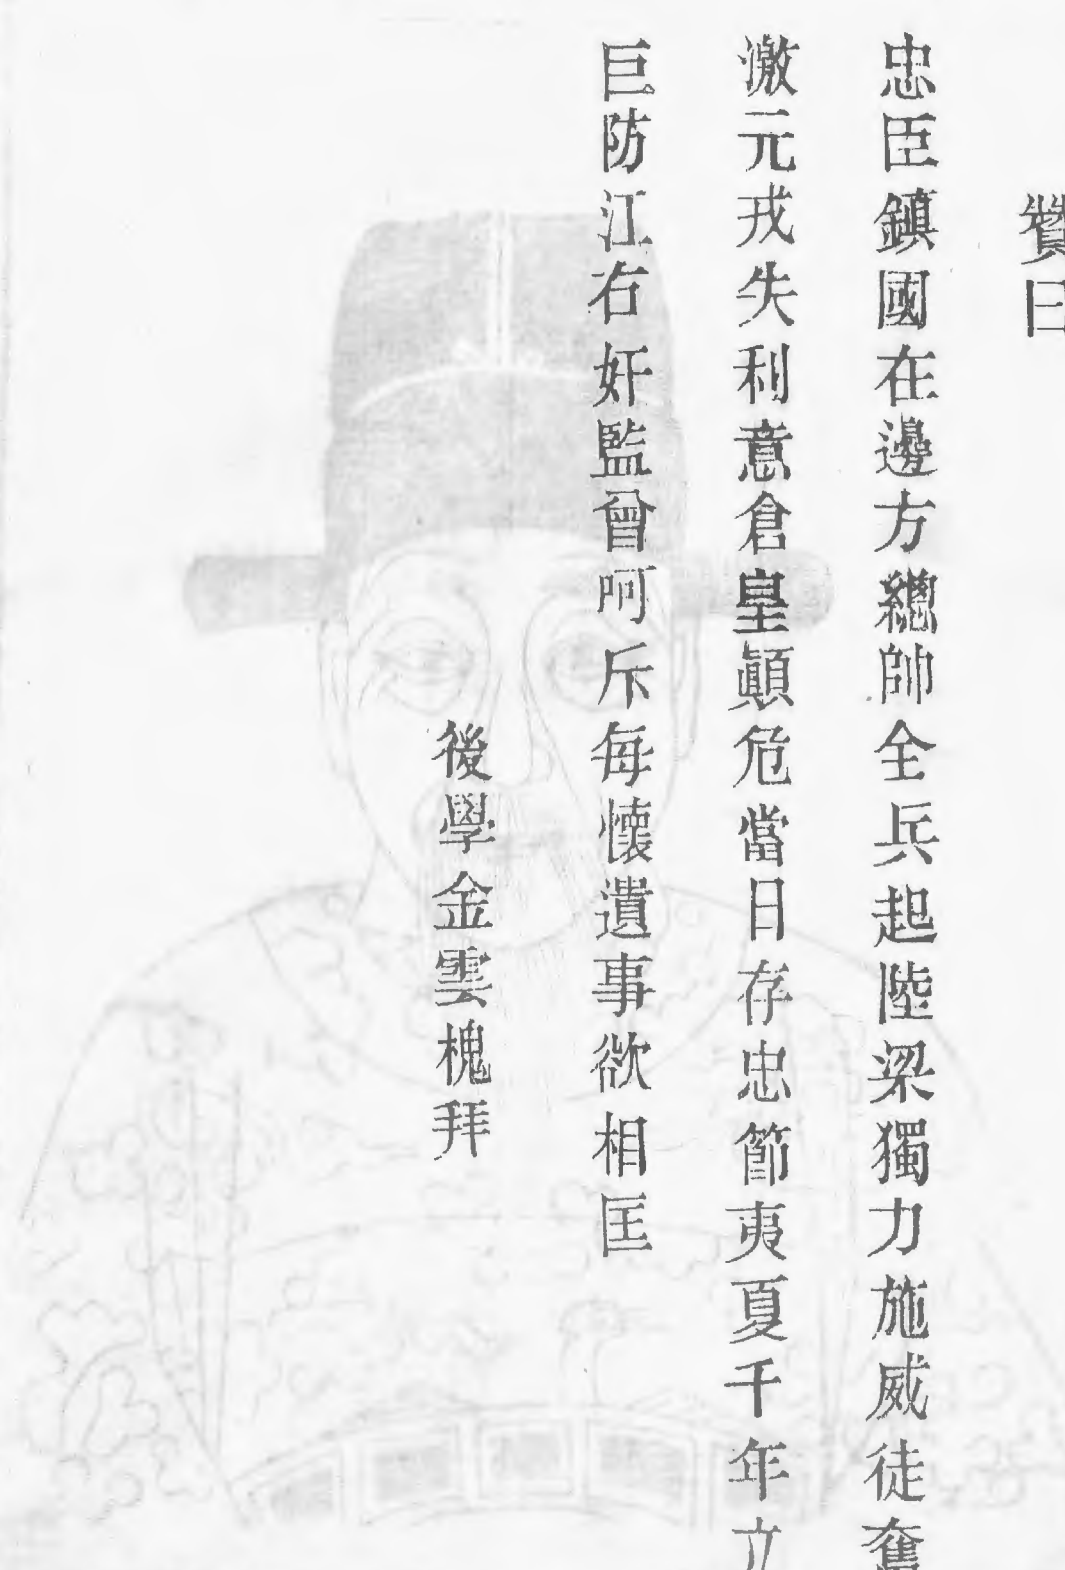 贊曰
忠臣鎮國在邊方總帥全兵起陸梁獨力施威徒奮
激元戎失利意倉皇顛危當日存忠節夷夏千年立
巨防江右奸監曾呵斥每懷遺事欲相匡
後學金雲槐拜